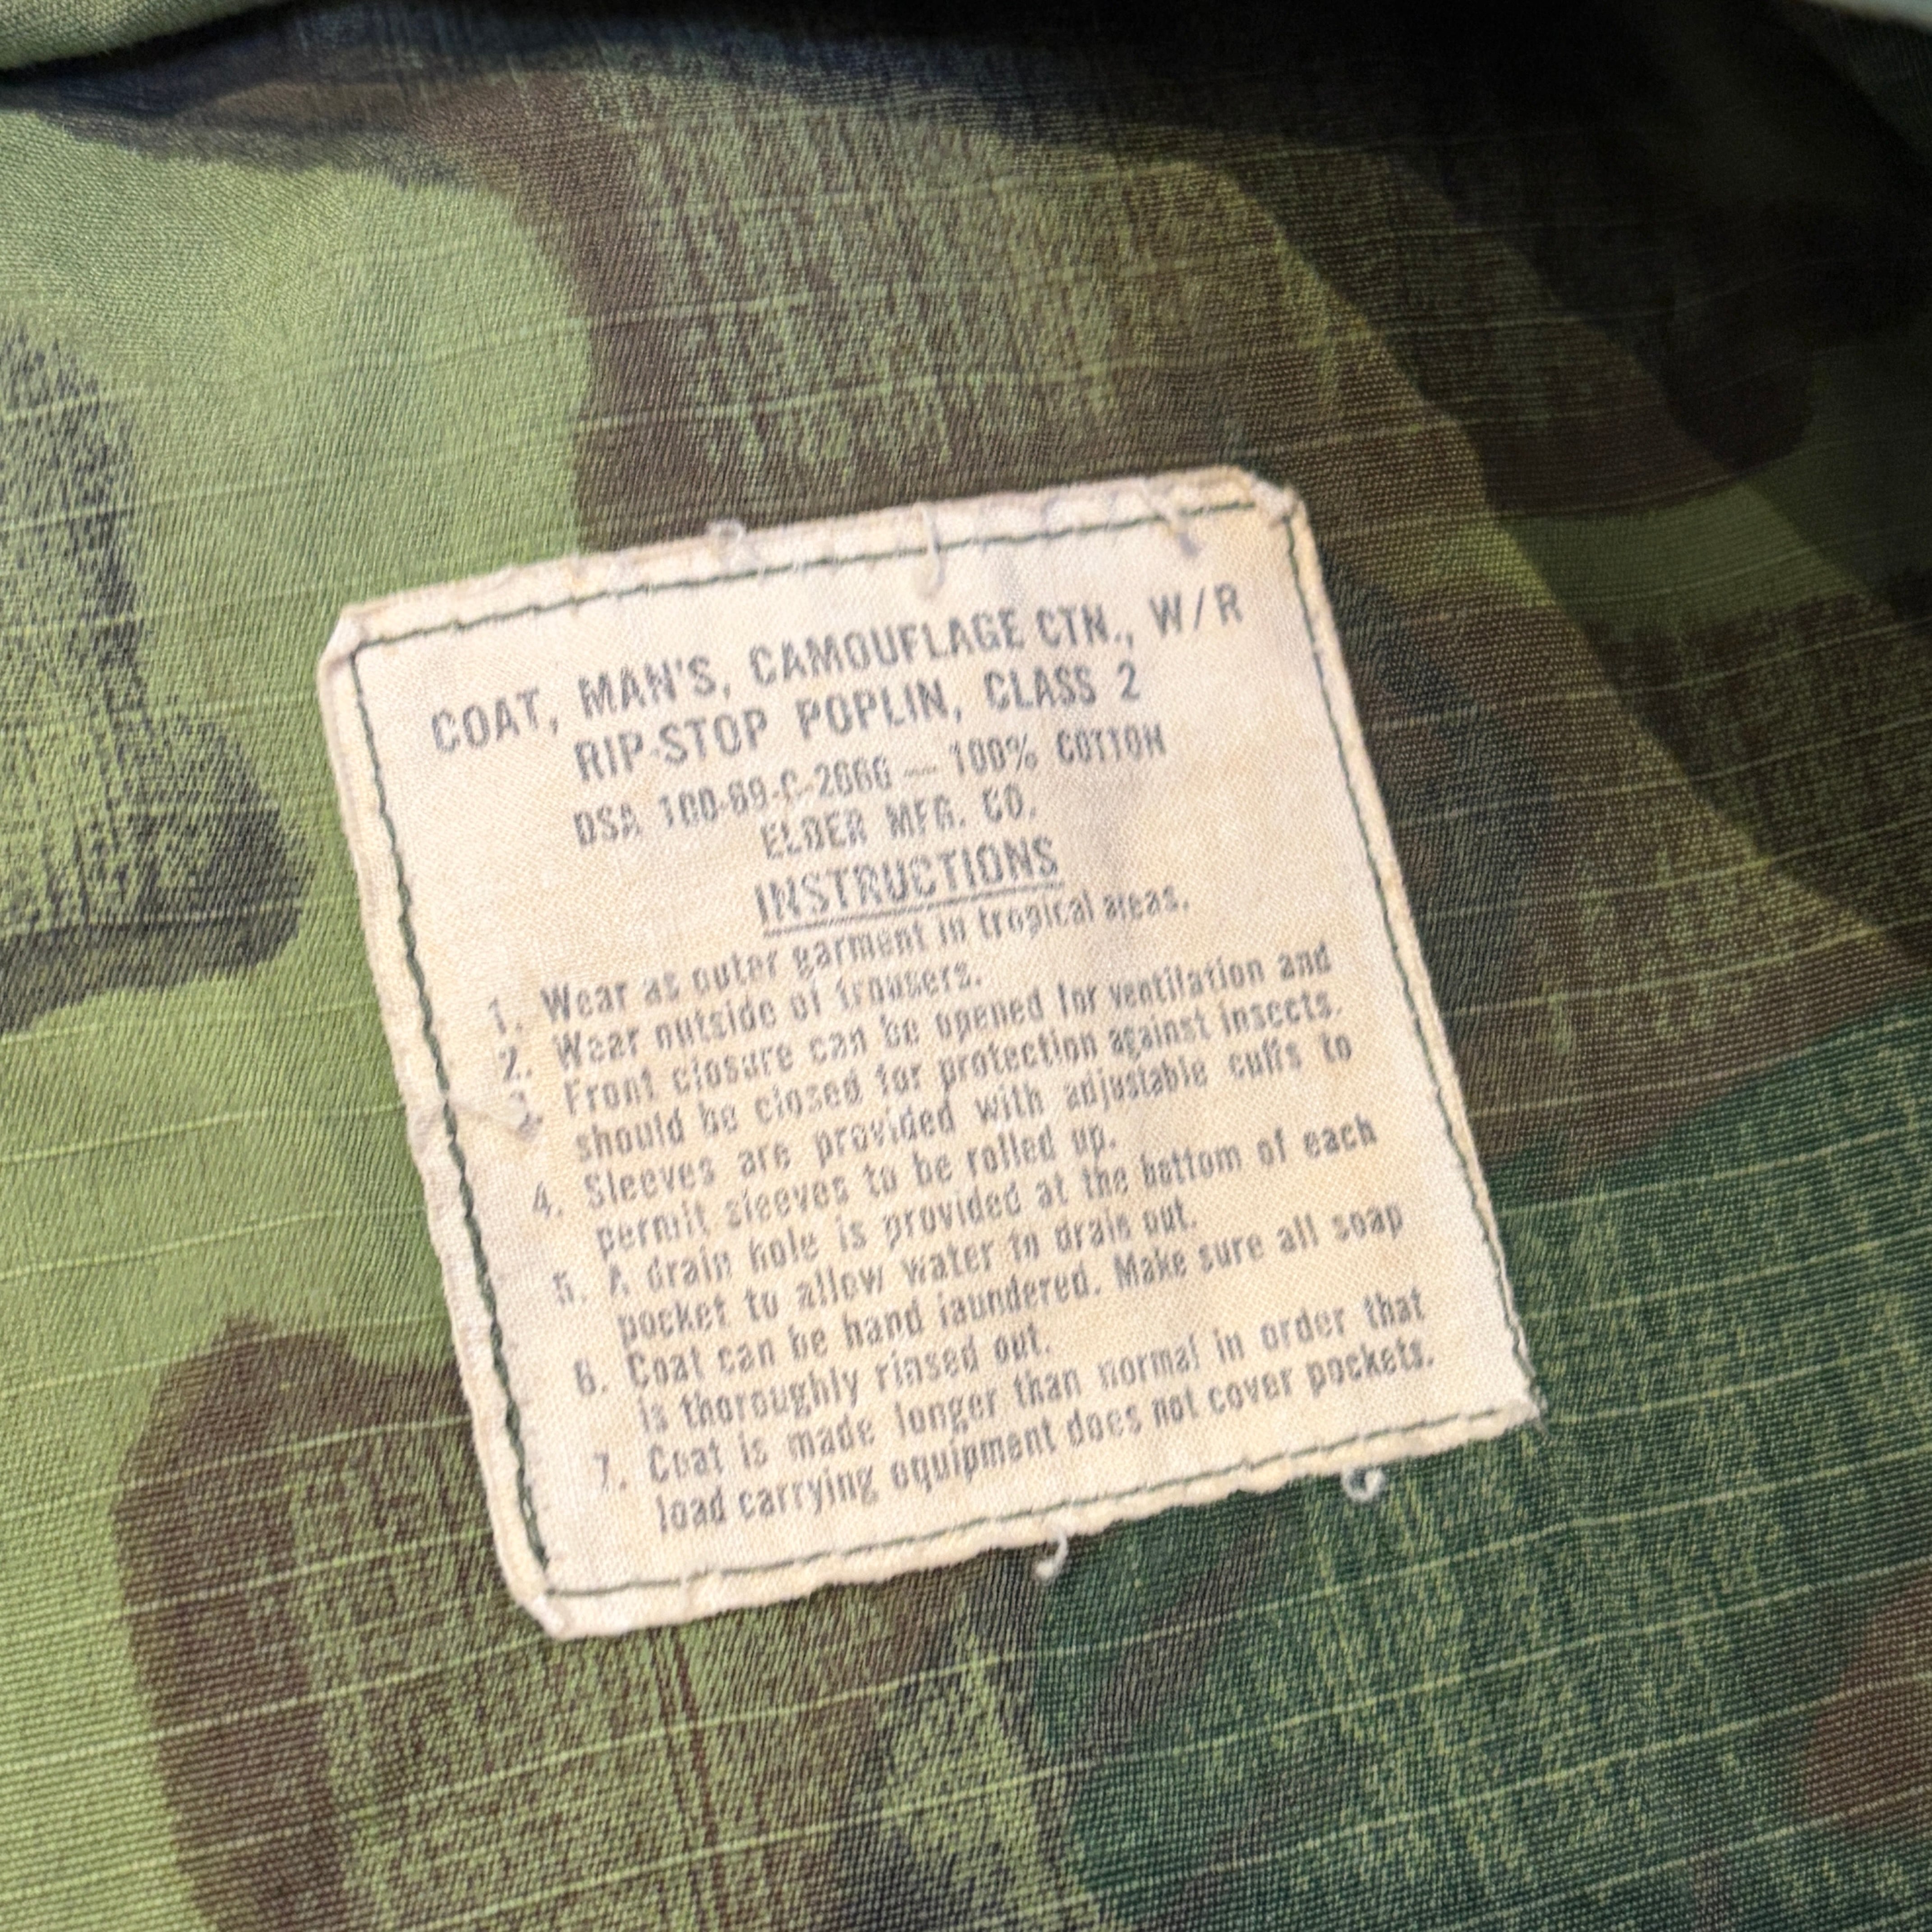 COAT, MAN'S, CAMOUFLAGE CTN., W/R
RIP-STOP POPLIN, CLASS 2
DSA 100-69-C-2666 — 100% COTTON
ELDER MFG. CO.
INSTRUCTIONS
1. Wear as outer garment in tropical areas.
2. Wear outside of trousers.
3. Front closure can be opened for ventilation and
should be closed for protection against insects.
4. Sleeves are provided with adjustable cuffs to
permit sleeves to be rolled up.
5. A drain hole is provided at the bottom of each
pocket to allow water to drain out.
6. Coat can be hand laundered. Make sure all soap
is thoroughly rinsed out.
7. Coat is made longer than normal in order that
load carrying equipment does not cover pockets.